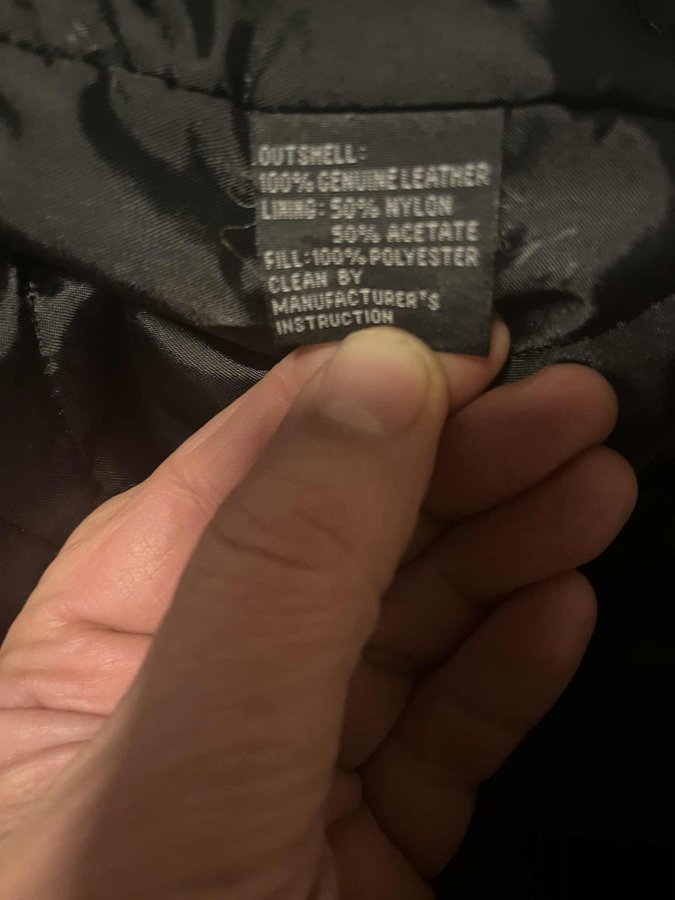 OUTSHELL:
100% GENUINE LEATHER
LINING: 50% NYLON
50% ACETATE
FILL: 100% POLYESTER
CLEAN BY
MANUFACTURER'S
INSTRUCTION